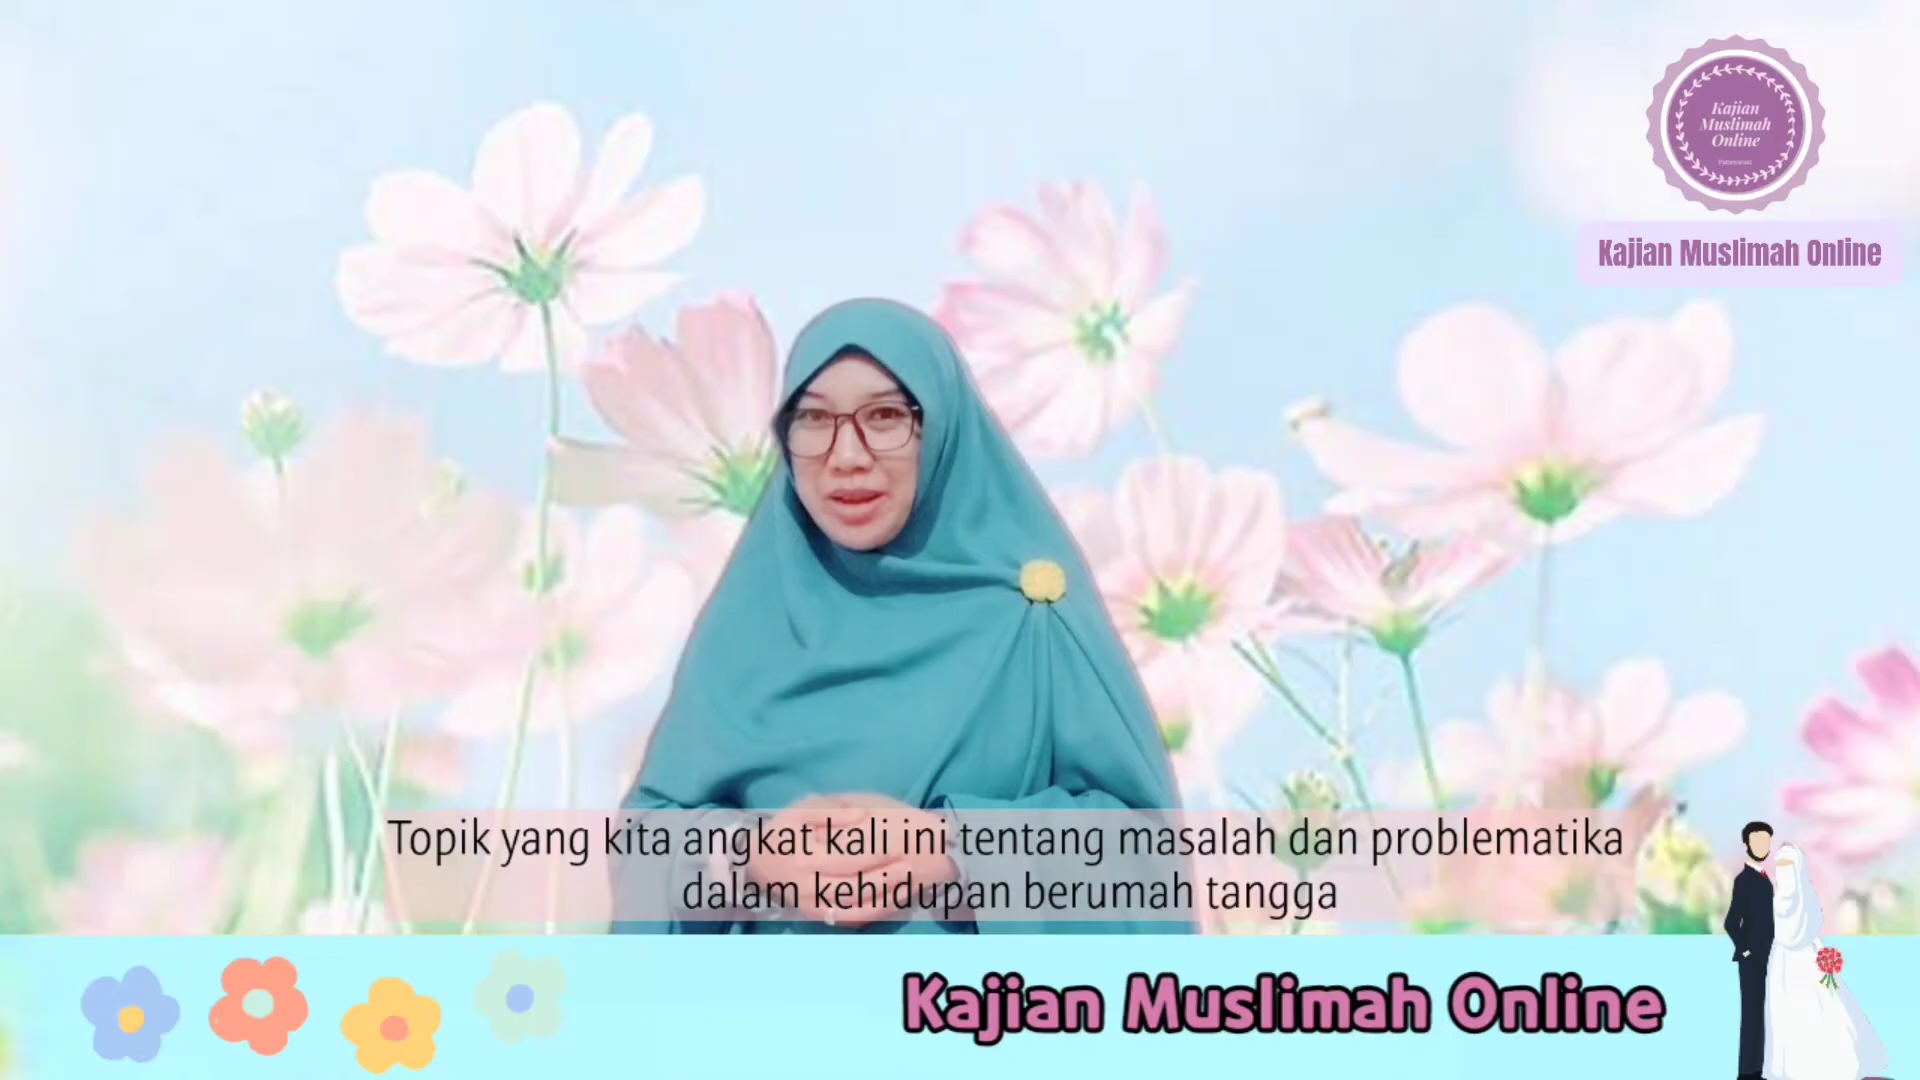 Kajian
Muslimah
Online
Kajian Muslimah Online
Topik yang kita angkat kali ini tentang masalah dan problematika
dalam kehidupan berumah tangga
Kajian Muslimah Online